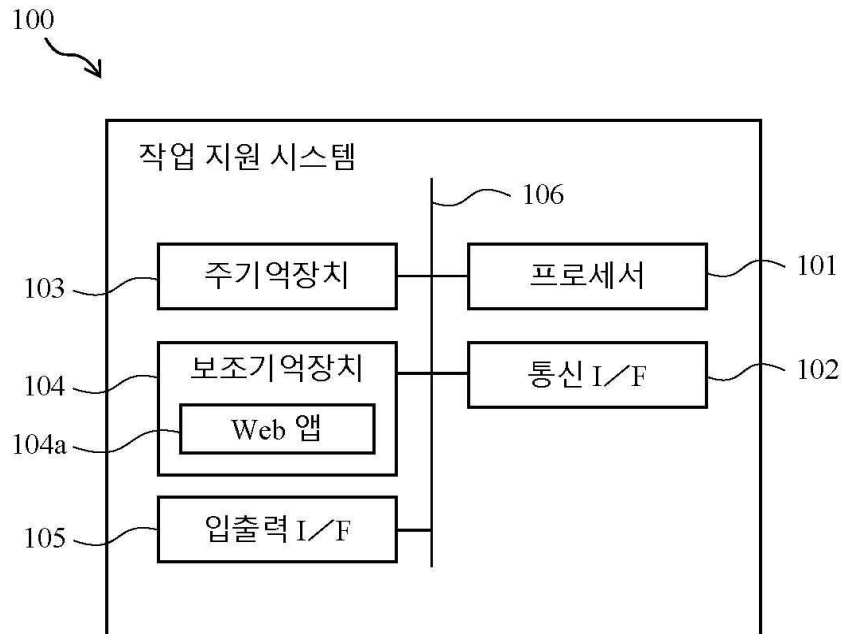 100
작업 지원 시스템
106
주기억장치
프로세서
101
103
보조기억장치
통신 I/F
102
104
Web 앱
104a
입출력 I/F
105